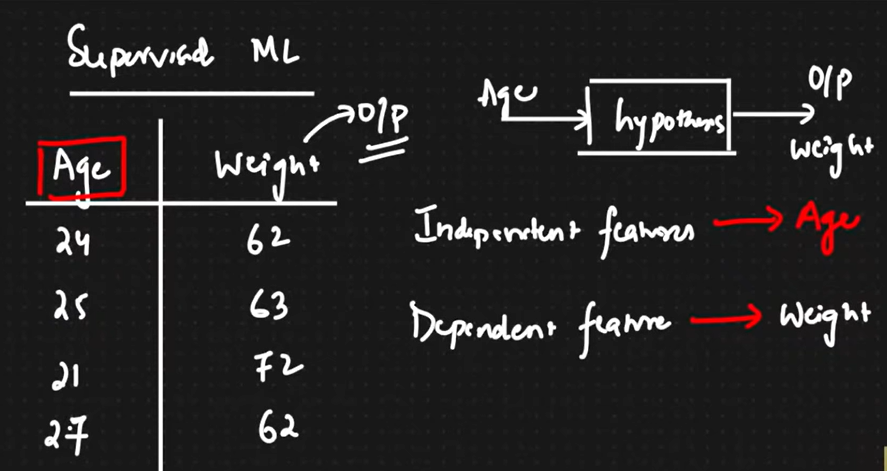 Supervised ML
Age Weight O/P
24 62
25 63
21 72
27 62
Age hypothesis O/P
Weight
Independent features Age
Dependent feature Weight